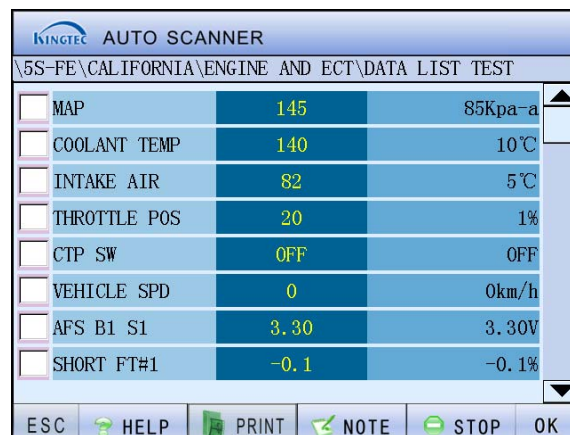 KINGTEC AUTO SCANNER
\5S-FE\CALIFORNIA\ENGINE AND ECT\DATA LIST TEST
MAP 145 85Kpa-a
COOLANT TEMP 140 10℃
INTAKE AIR 82 5℃
THROTTLE POS 20 1%
CTP SW OFF OFF
VEHICLE SPD 0 0km/h
AFS B1 S1 3.30 3.30V
SHORT FT#1 -0.1 -0.1%
ESC HELP PRINT NOTE STOP OK